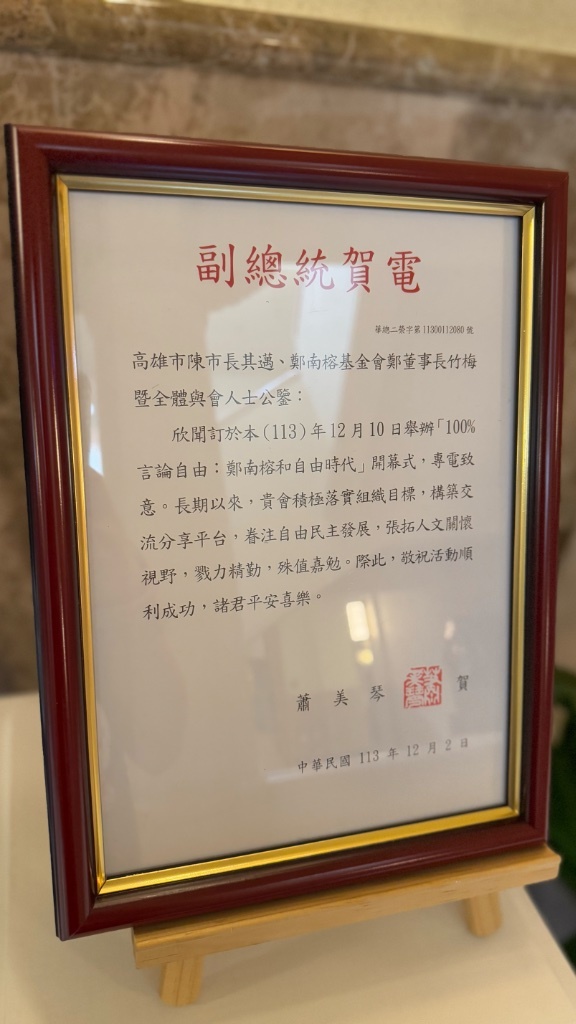 副總統賀電
華總二榮字第11300112080號
高雄市陳市長其邁、鄭南榕基金會鄭董事長竹梅
暨全體與會人士公鑒：
欣聞訂於本（113）年12月10日舉辦「100%
言論自由：鄭南榕和自由時代」開幕式，專電致
意。長期以來，貴會積極落實組織目標，構築交
流分享平台，眷注自由民主發展，張拓人文關懷
視野，戮力精勤，殊值嘉勉。際此，敬祝活動順
利成功，諸君平安喜樂。
蕭美琴 賀
中華民國 113 年 12 月 2 日